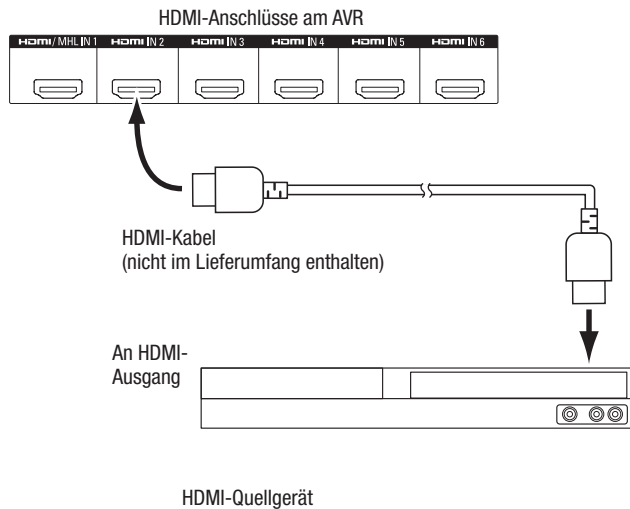 HDMI-Anschlüsse am AVR
HDMI/MHL IN 1 HDMI IN 2 HDMI IN 3 HDMI IN 4 HDMI IN 5 HDMI IN 6
HDMI-Kabel
(nicht im Lieferumfang enthalten)
An HDMI-
Ausgang
HDMI-Quellgerät